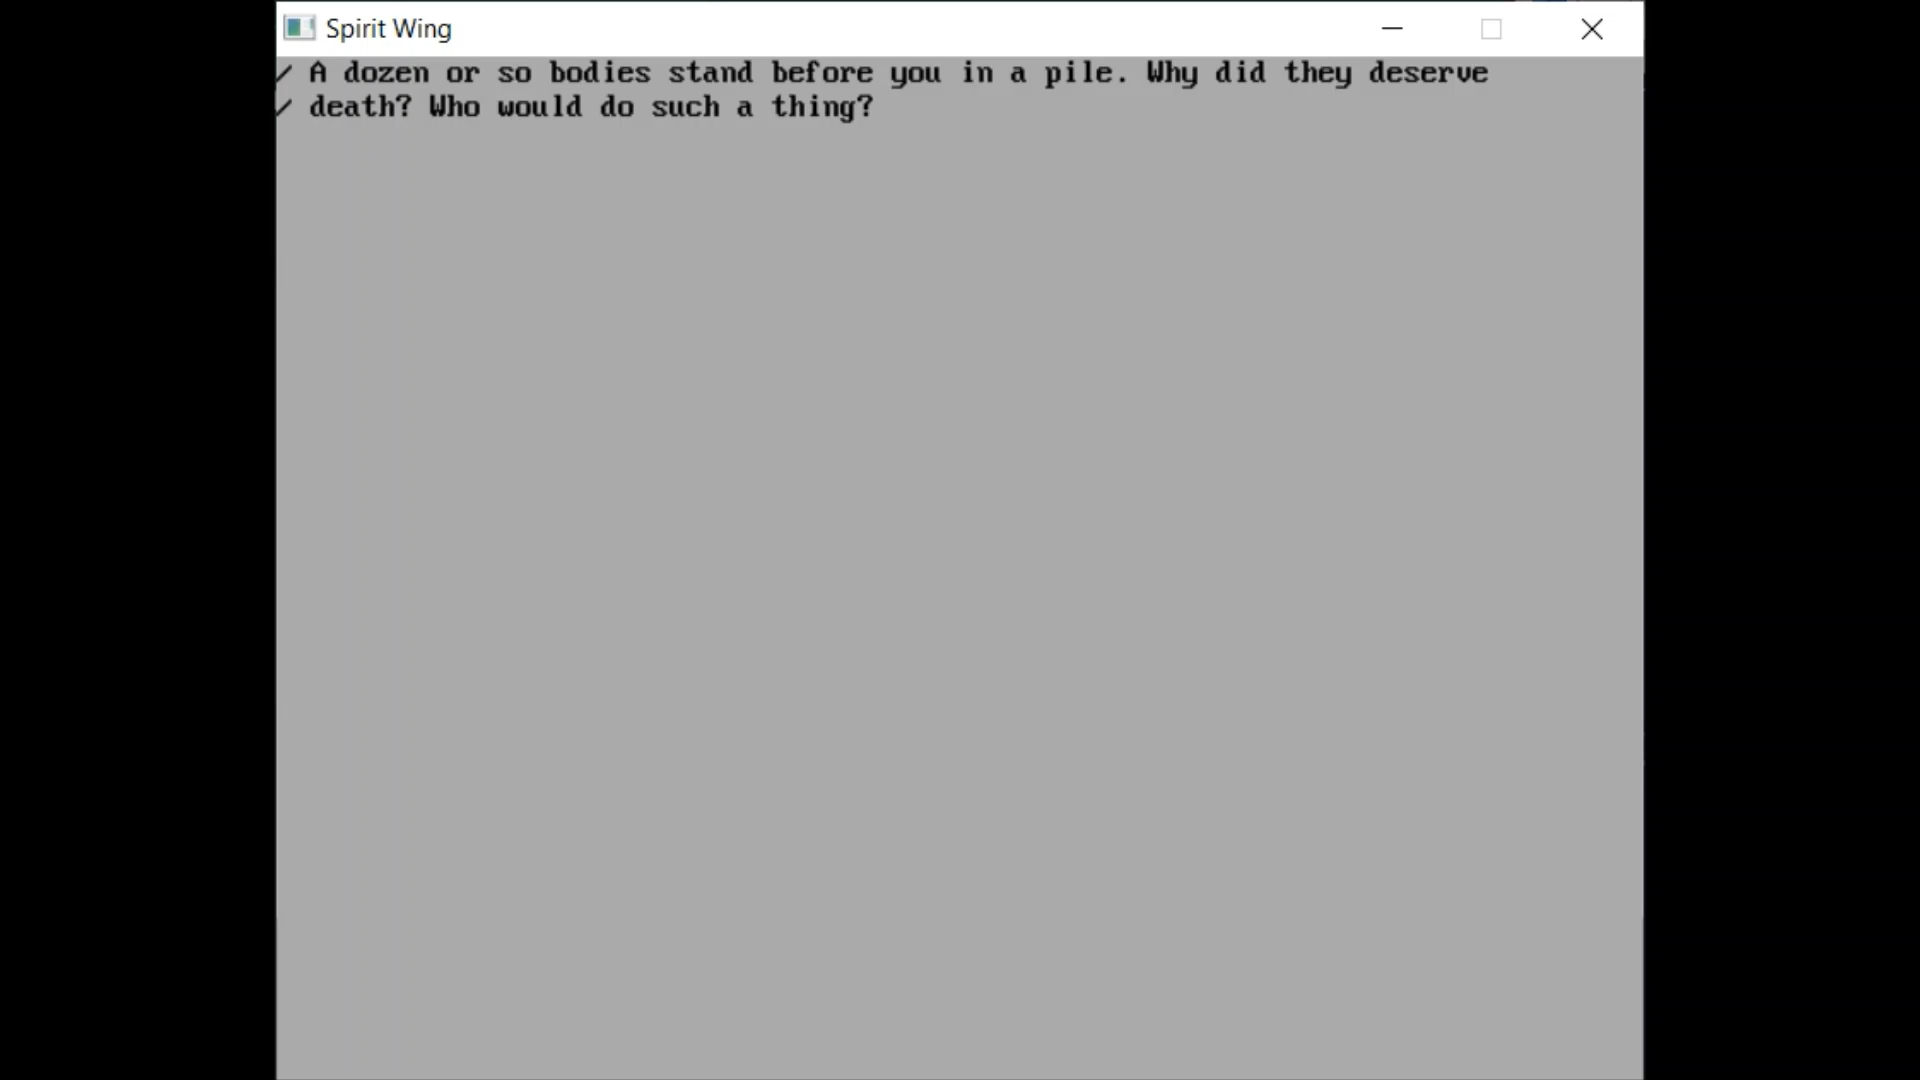 Spirit Wing
/ A dozen or so bodies stand before you in a pile. Why did they deserve
/ death? Who would do such a thing?